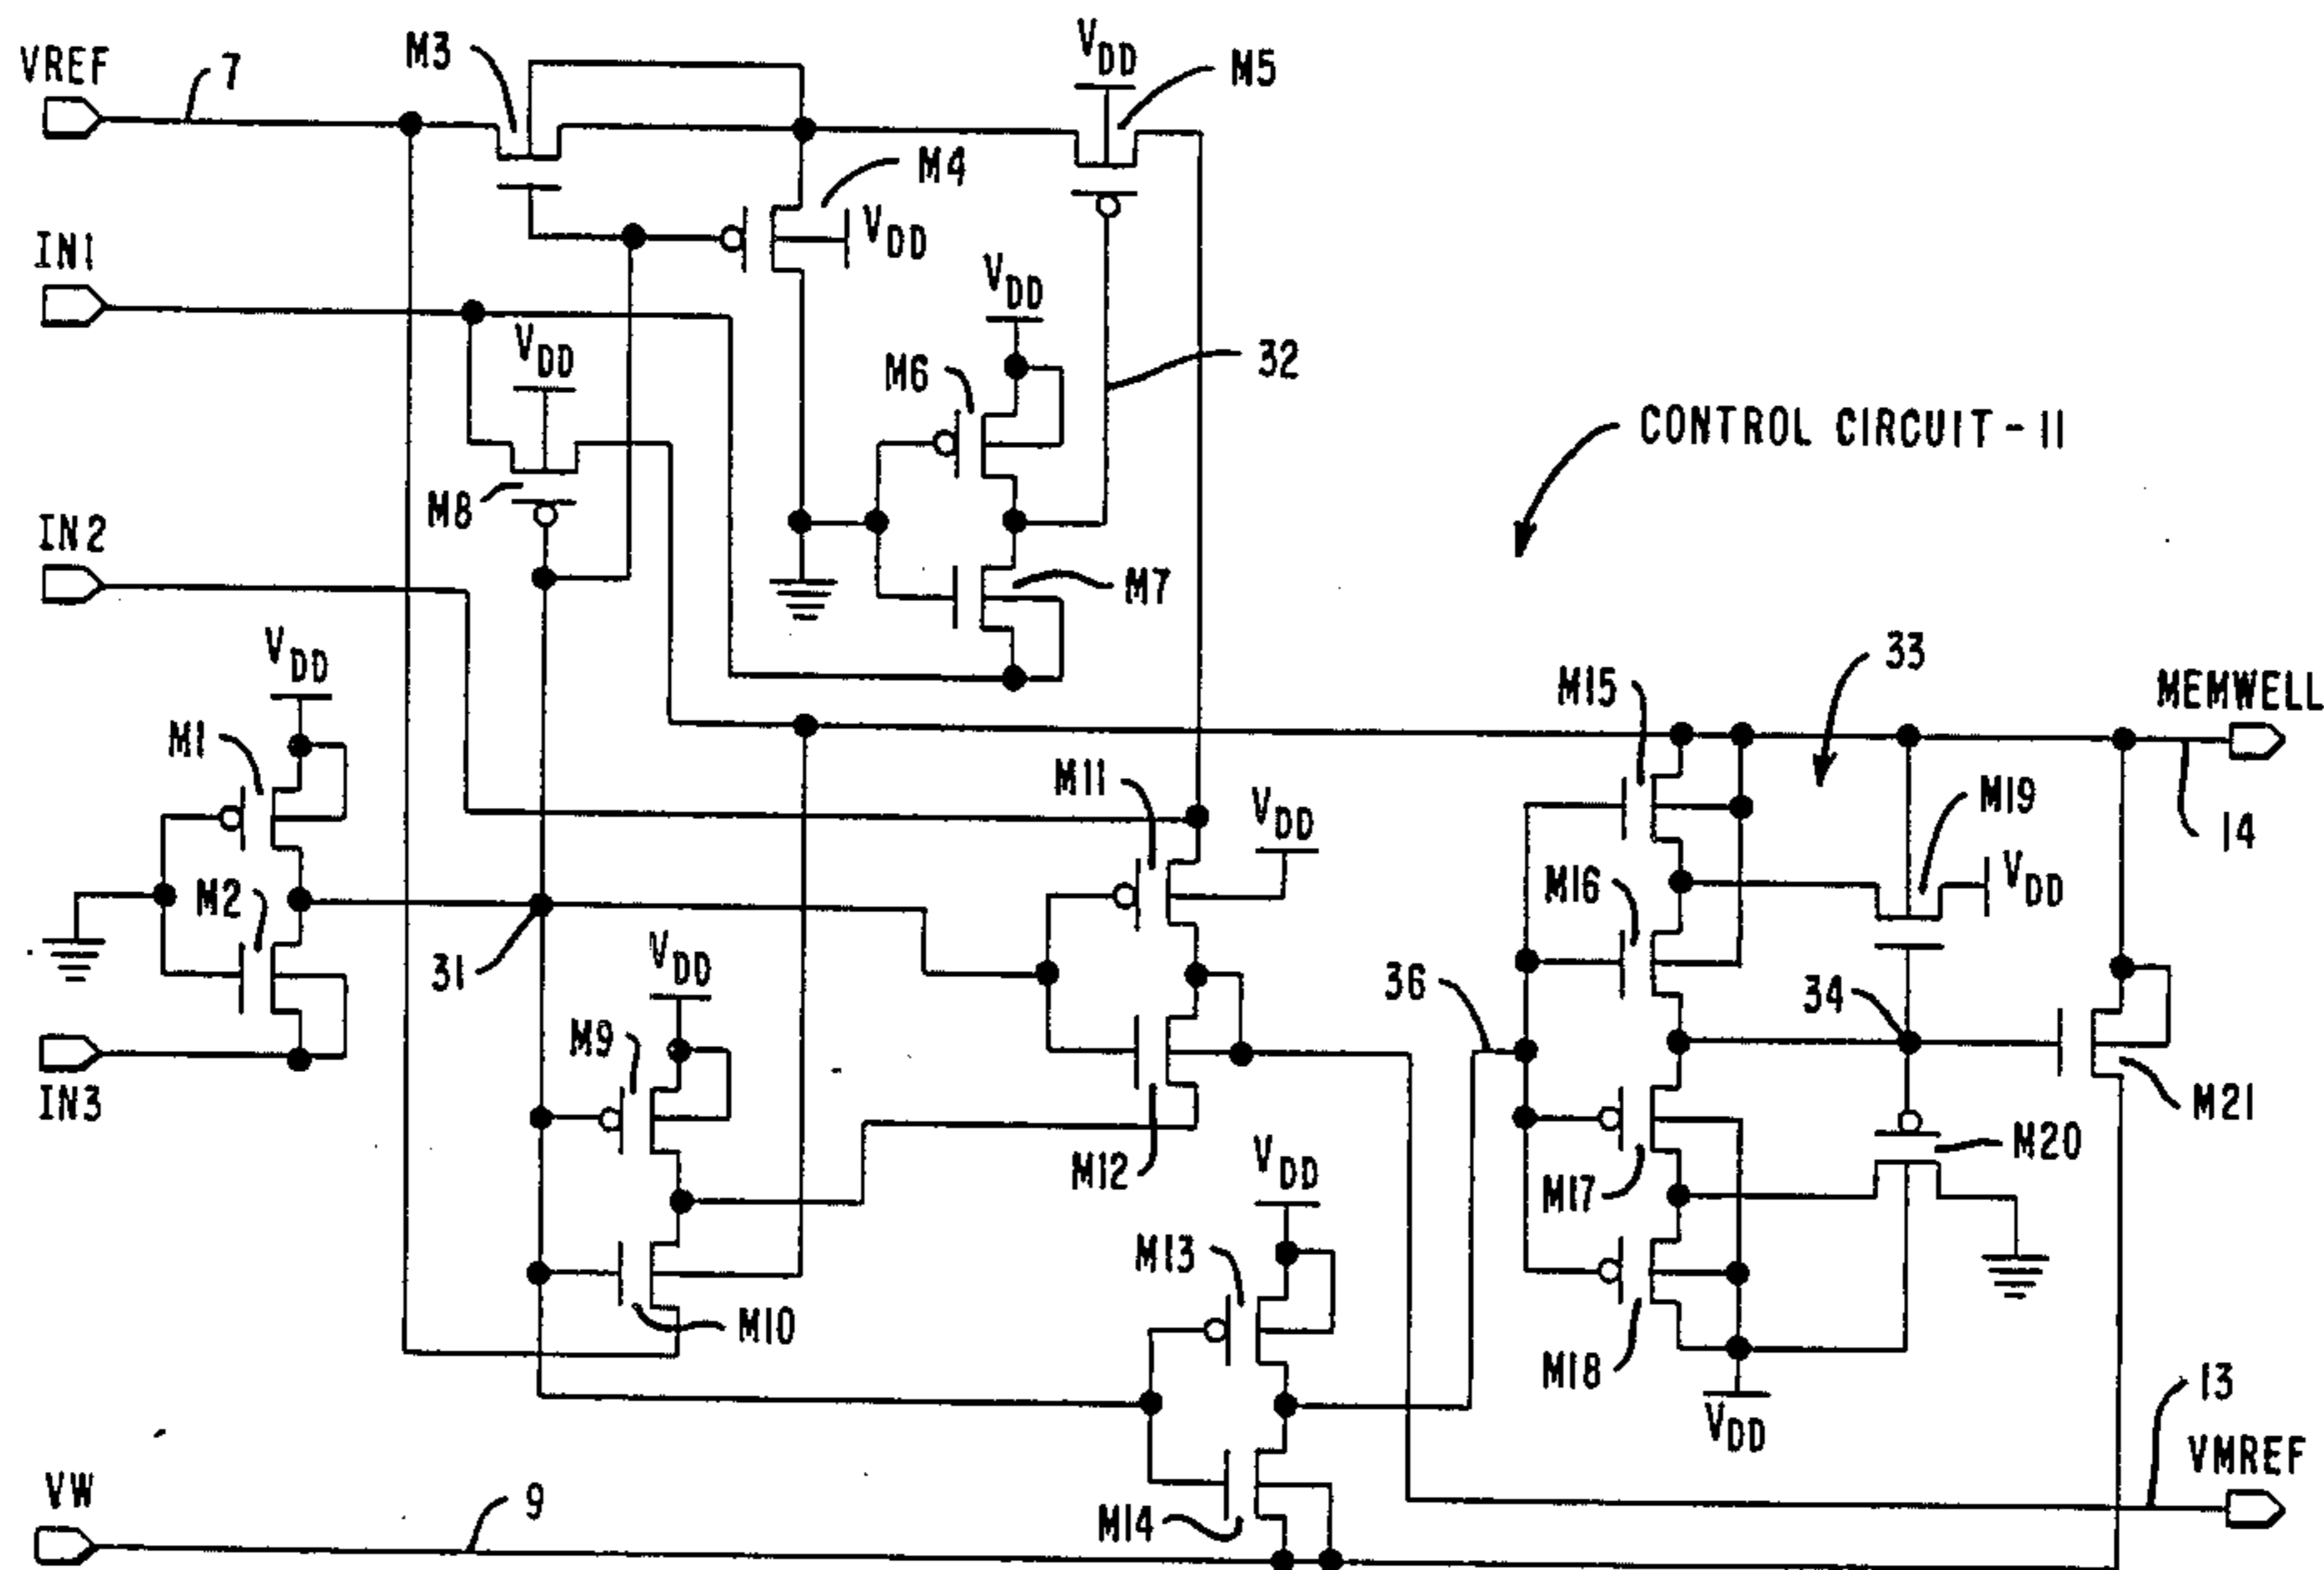 VREF
7
M3
VDD
M5
M4
VDD
IN1
VDD
VDD
M6
32
M8
CONTROL CIRCUIT - 11
IN2
M7
VDD
33
M15
MEMWELL
M1
M11
VDD
M19
14
M2
M16
VDD
31
VDD
36
34
IN3
M9
M21
M12
VDD
M20
M17
M13
M10
M18
13
VDD
VMREF
VW
9
M14